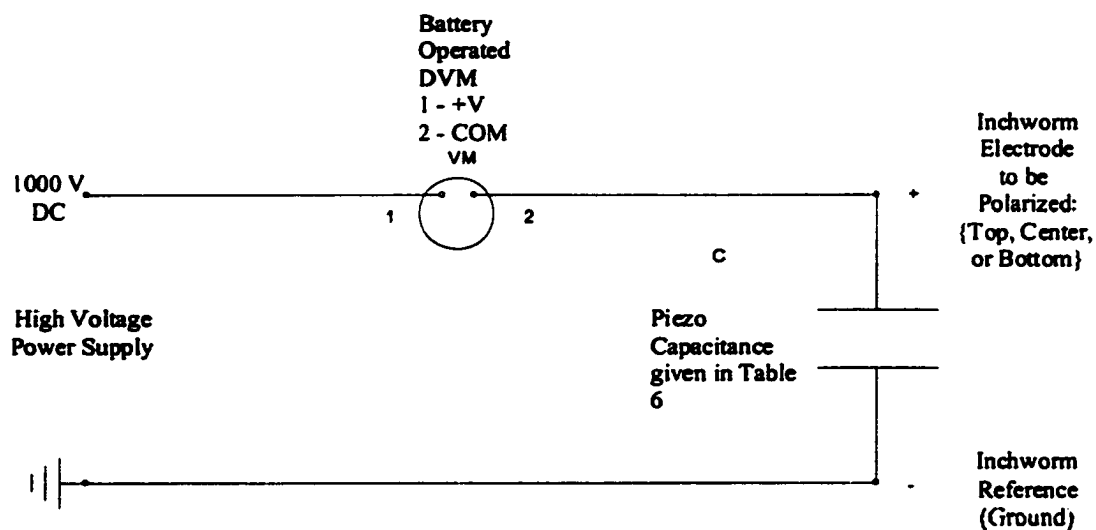 Battery
Operated
DVM
1 - +V
2 - COM
VM
1000 V
DC
1
2
+
Inchworm
Electrode
to be
Polarized:
{Top, Center,
or Bottom}
C
High Voltage
Power Supply
Piezo
Capacitance
given in Table
6
-
Inchworm
Reference
(Ground)